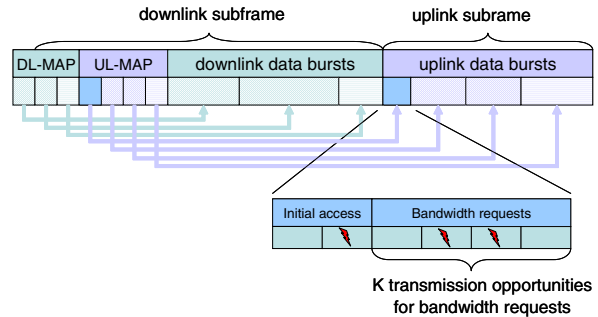 downlink subframe
uplink subrame
DL-MAP
UL-MAP
downlink data bursts
uplink data bursts
Initial access
Bandwidth requests
K transmission opportunities
for bandwidth requests